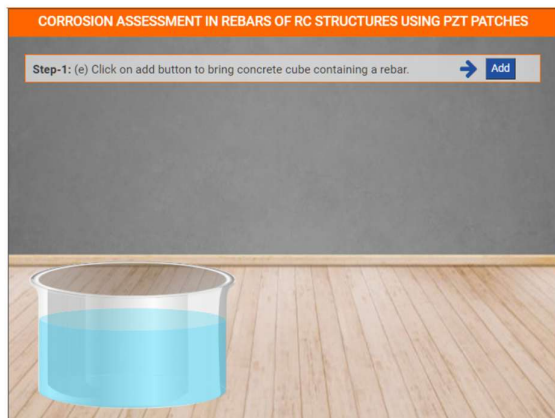 CORROSION ASSESSMENT IN REBARS OF RC STRUCTURES USING PZT PATCHES
Step-1: (e) Click on add button to bring concrete cube containing a rebar. Add